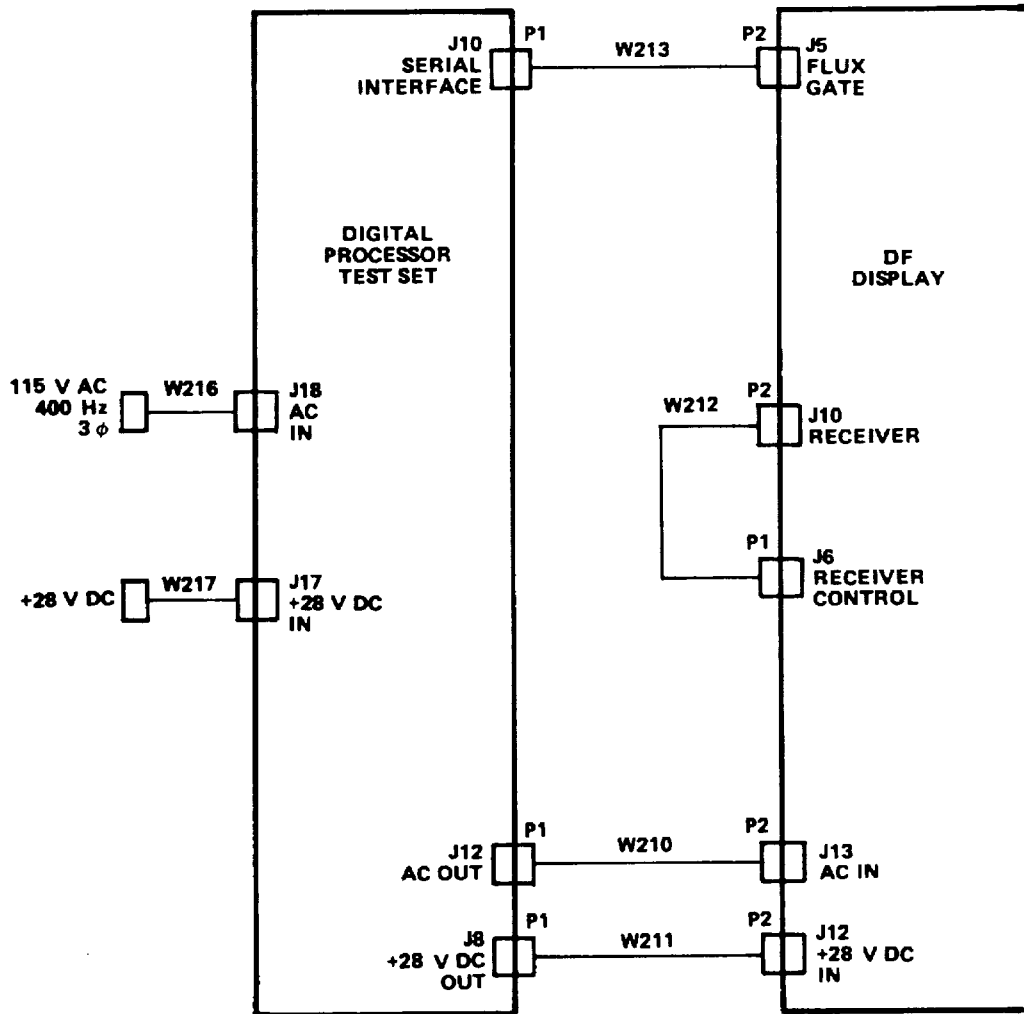 P1
W213
P2
J10
SERIAL
INTERFACE
J5
FLUX
GATE
DIGITAL
PROCESSOR
TEST SET
DF
DISPLAY
115 V AC
400 Hz
3 ϕ
W216
J18
AC
IN
W212
P2
J10
RECEIVER
P1
J6
RECEIVER
CONTROL
+28 V DC
W217
J17
+28 V DC
IN
P1
W210
P2
J12
AC OUT
J13
AC IN
P1
W211
P2
J8
+28 V DC
OUT
J12
+28 V DC
IN